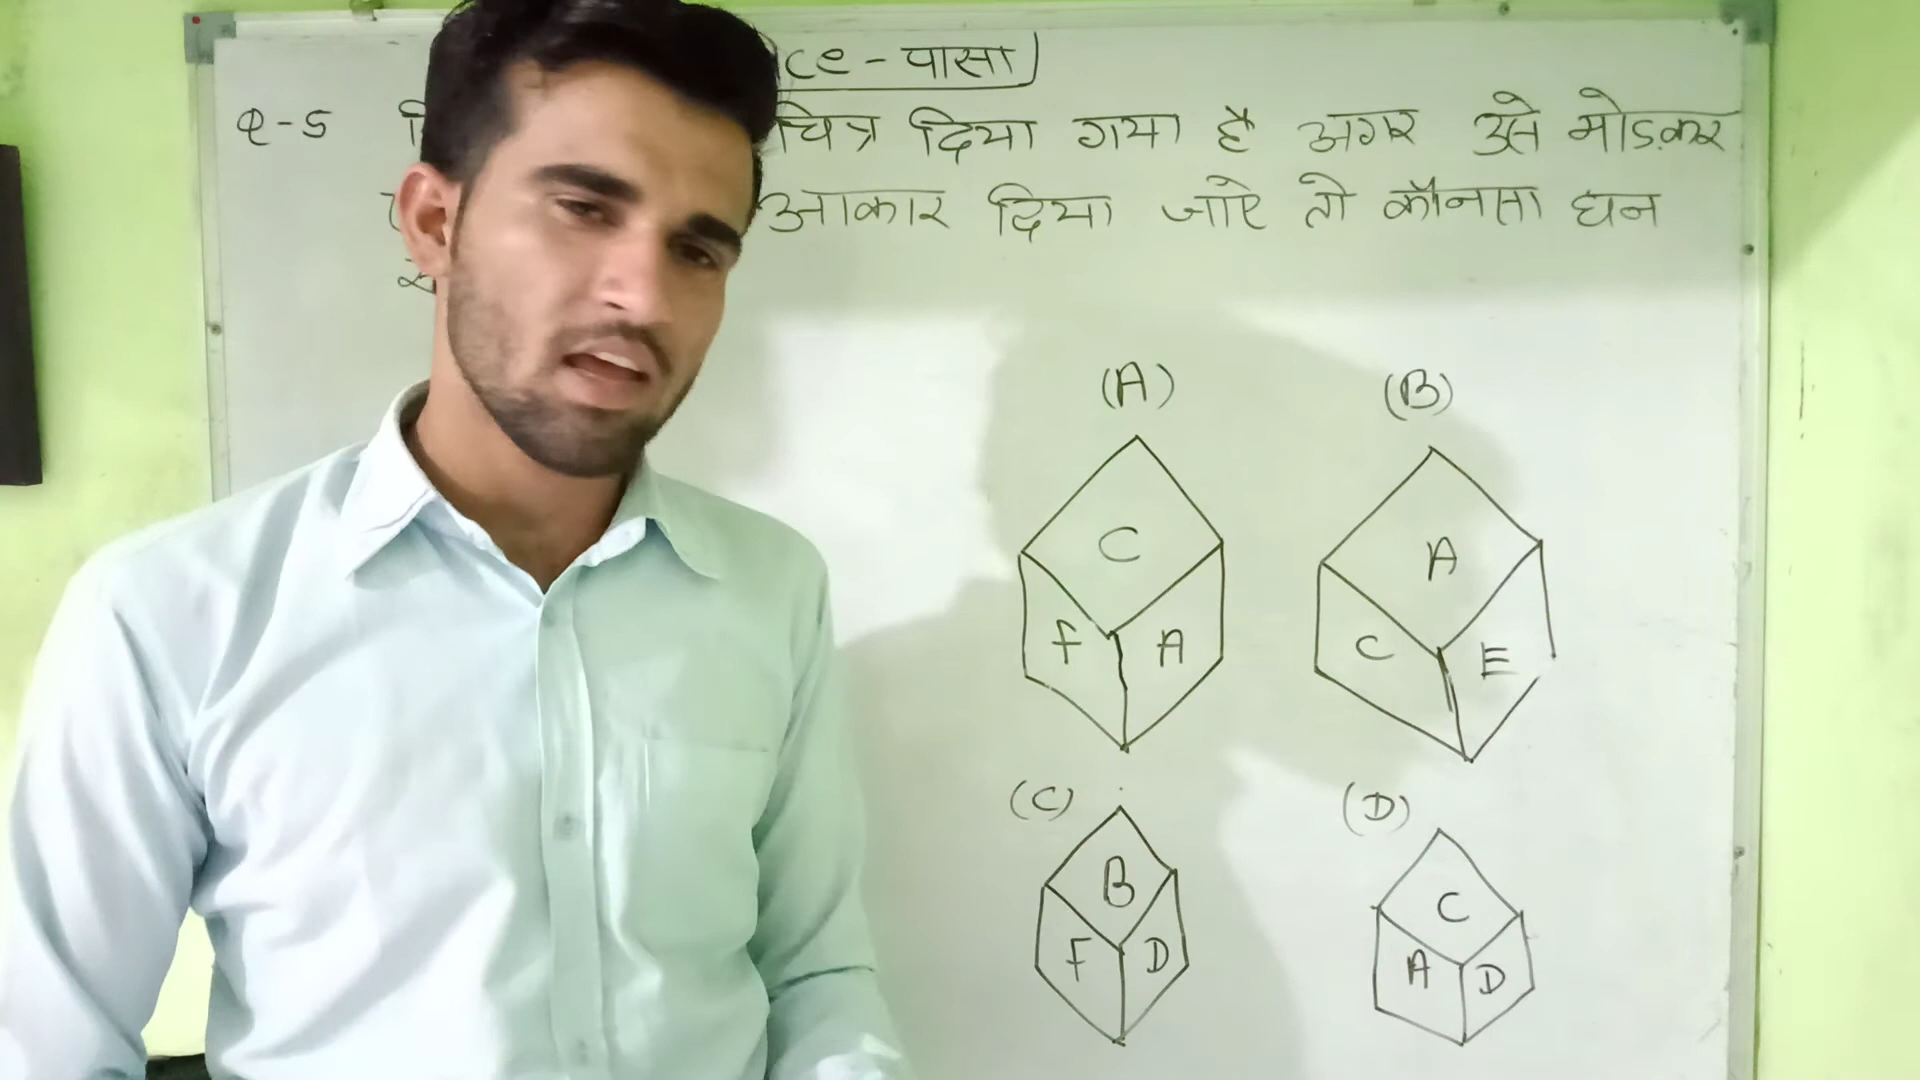 ce - पासा
Q-5 चित्र दिया गया है अगर उसे मोड़कर
आकार दिया जाऐ तो कौनसा घन
(A) (B)
C A
F A C E
(C) (D)
B C
F D A D